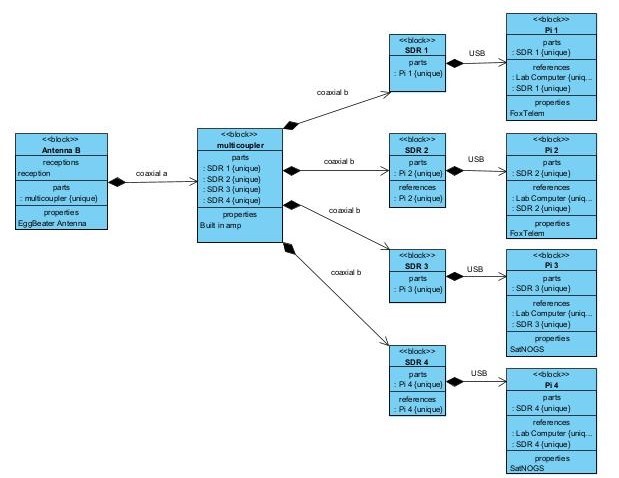 <<block>>
Antenna B
receptions
reception
parts
: multicoupler {unique}
properties
EggBeater Antenna
coaxial a
<<block>>
multicoupler
parts
: SDR 1 {unique}
: SDR 2 {unique}
: SDR 3 {unique}
: SDR 4 {unique}
properties
Built in amp
coaxial b
coaxial b
coaxial b
coaxial b
<<block>>
SDR 1
parts
: Pi 1 {unique}
USB
<<block>>
Pi 1
parts
: SDR 1 {unique}
references
: Lab Computer {uniq...
: SDR 1 {unique}
properties
FoxTelem
<<block>>
SDR 2
parts
: Pi 2 {unique}
references
: Pi 2 {unique}
USB
<<block>>
Pi 2
parts
: SDR 2 {unique}
references
: Lab Computer {uniq...
: SDR 2 {unique}
properties
FoxTelem
<<block>>
SDR 3
parts
: Pi 3 {unique}
USB
<<block>>
Pi 3
parts
: SDR 3 {unique}
references
: Lab Computer {uniq...
: SDR 3 {unique}
properties
SatNOGS
<<block>>
SDR 4
parts
: Pi 4 {unique}
references
: Pi 4 {unique}
USB
<<block>>
Pi 4
parts
: SDR 4 {unique}
references
: Lab Computer {uniq...
: SDR 4 {unique}
properties
SatNOGS